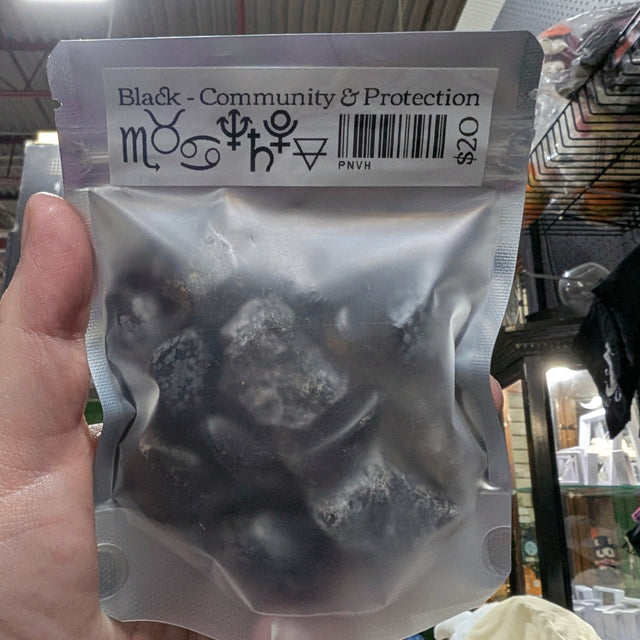 Black - Community & Protection
♏♉♋♆♄♇🜃
PNVH
$20